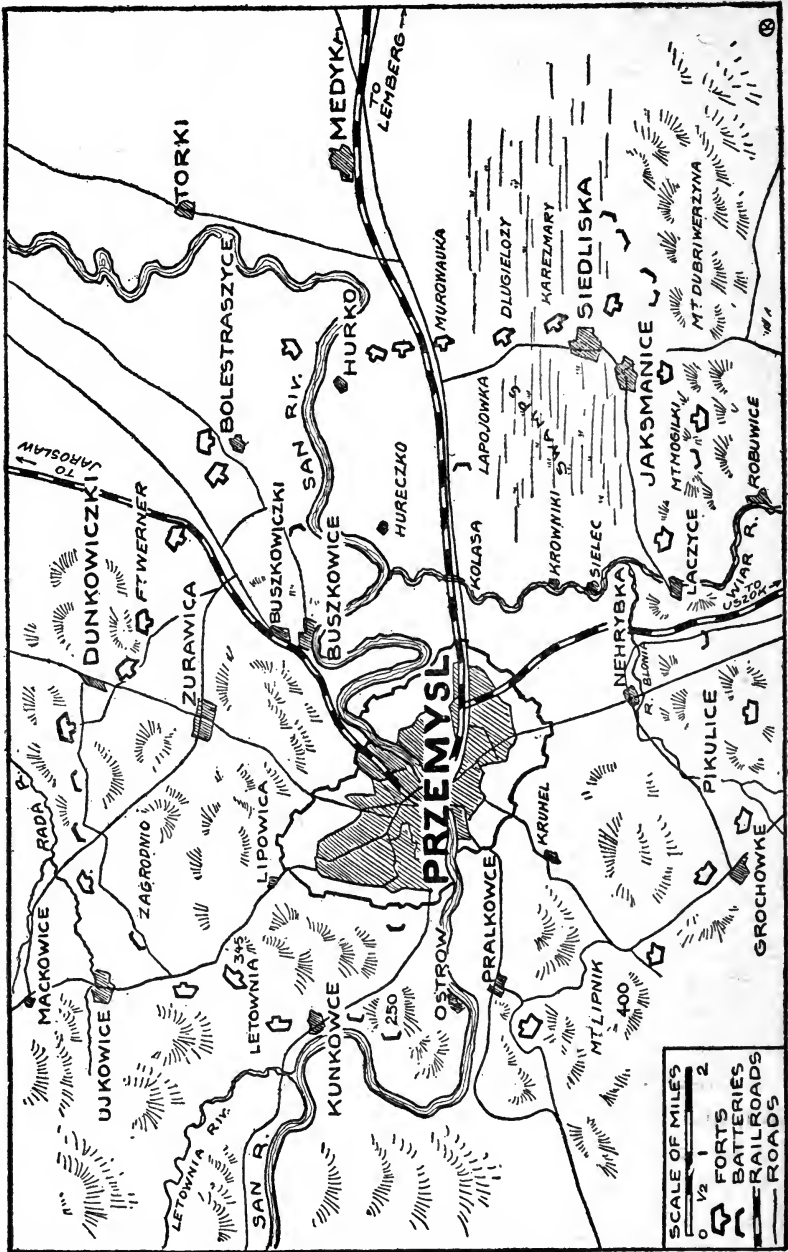 MACKOWICE
RADA R.
UJKOWICE
DUNKOWICZKI
TO
JAROSLAW
TORKI
ZAGRODNIO
FT WERNER
ZURAWICA
BOLESTRASZYCE
LETOWNIA RIV.
LETOWNIA
345
LIPOWICA
BUSZKOWICZKI
SAN R.
KUNKOWCE
BUSZKOWICE
SAN RIV.
HURKO
MEDYKA
TO
LEMBERG
250
HURECZKO
OSTROW
PRZEMYSL
MUROWAUKA
PRALKOWCE
KOLASA
LAPOJOWKA
DLUGIELOZY
KRUHEL
SWAMPS
KAREZMARY
KROWNIKI
SIEDLISKA
MT LIPNIK
400
SIELEC
NEHRYBKA
JAKSMANICE
R. BLONIA
LACZYCE
MT MOGILKI
MT DUBRIWERZYNA
PIKULICE
WIAR R.
TO
USZOK
ROBUWICE
GROCHOWKE
SCALE OF MILES
0 1/2 1 2
FORTS
BATTERIES
RAILROADS
ROADS